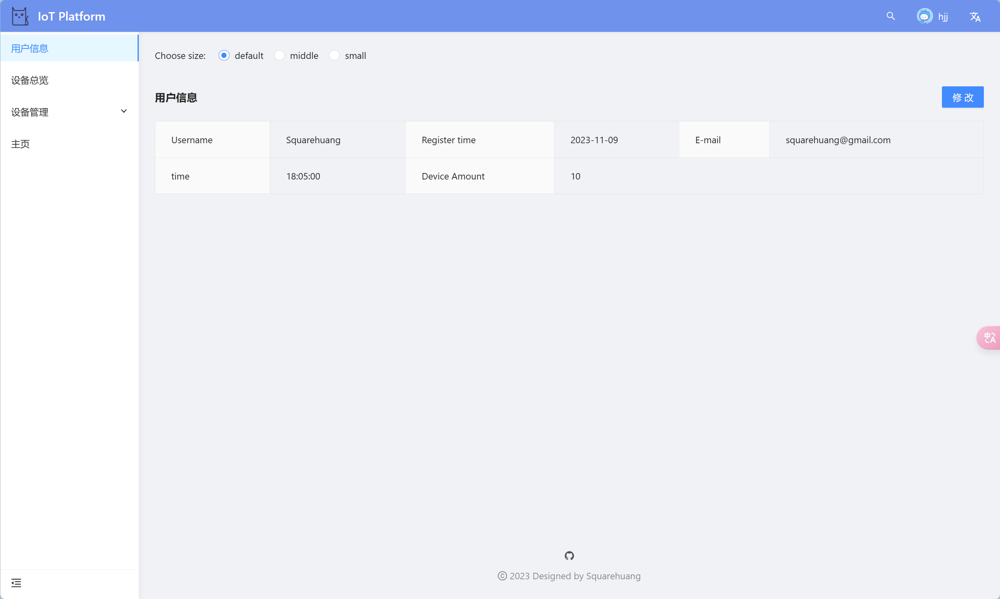 IoT Platform
hjj
用户信息
设备总览
设备管理
主页
Choose size: default middle small
用户信息
修改
Username Squarehuang Register time 2023-11-09 E-mail squarehuang@gmail.com
time 18:05:00 Device Amount 10
© 2023 Designed by Squarehuang